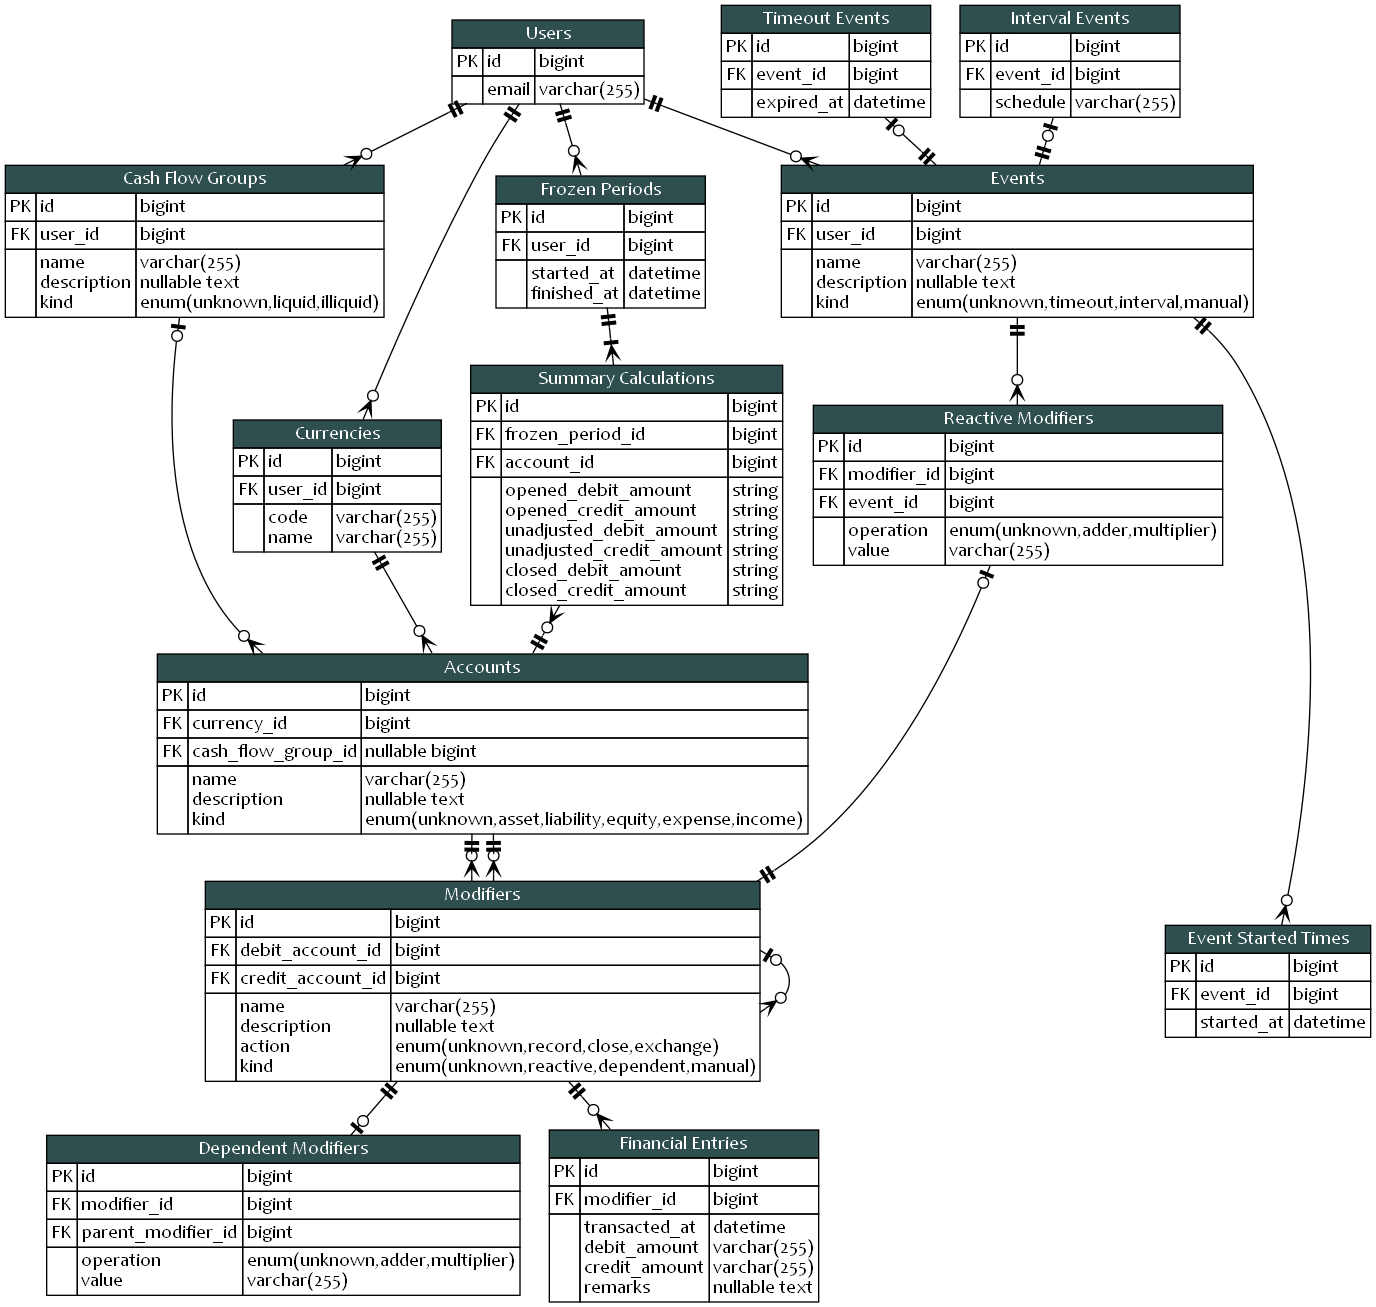 Users
PK id bigint
email varchar(255)
Timeout Events
PK id bigint
FK event_id bigint
expired_at datetime
Interval Events
PK id bigint
FK event_id bigint
schedule varchar(255)
Cash Flow Groups
PK id bigint
FK user_id bigint
name varchar(255)
description nullable text
kind enum(unknown,liquid,illiquid)
Frozen Periods
PK id bigint
FK user_id bigint
started_at datetime
finished_at datetime
Events
PK id bigint
FK user_id bigint
name varchar(255)
description nullable text
kind enum(unknown,timeout,interval,manual)
Currencies
PK id bigint
FK user_id bigint
code varchar(255)
name varchar(255)
Summary Calculations
PK id bigint
FK frozen_period_id bigint
FK account_id bigint
opened_debit_amount string
opened_credit_amount string
unadjusted_debit_amount string
unadjusted_credit_amount string
closed_debit_amount string
closed_credit_amount string
Reactive Modifiers
PK id bigint
FK modifier_id bigint
FK event_id bigint
operation enum(unknown,adder,multiplier)
value varchar(255)
Accounts
PK id bigint
FK currency_id bigint
FK cash_flow_group_id nullable bigint
name varchar(255)
description nullable text
kind enum(unknown,asset,liability,equity,expense,income)
Modifiers
PK id bigint
FK debit_account_id bigint
FK credit_account_id bigint
name varchar(255)
description nullable text
action enum(unknown,record,close,exchange)
kind enum(unknown,reactive,dependent,manual)
Event Started Times
PK id bigint
FK event_id bigint
started_at datetime
Dependent Modifiers
PK id bigint
FK modifier_id bigint
FK parent_modifier_id bigint
operation enum(unknown,adder,multiplier)
value varchar(255)
Financial Entries
PK id bigint
FK modifier_id bigint
transacted_at datetime
debit_amount varchar(255)
credit_amount varchar(255)
remarks nullable text